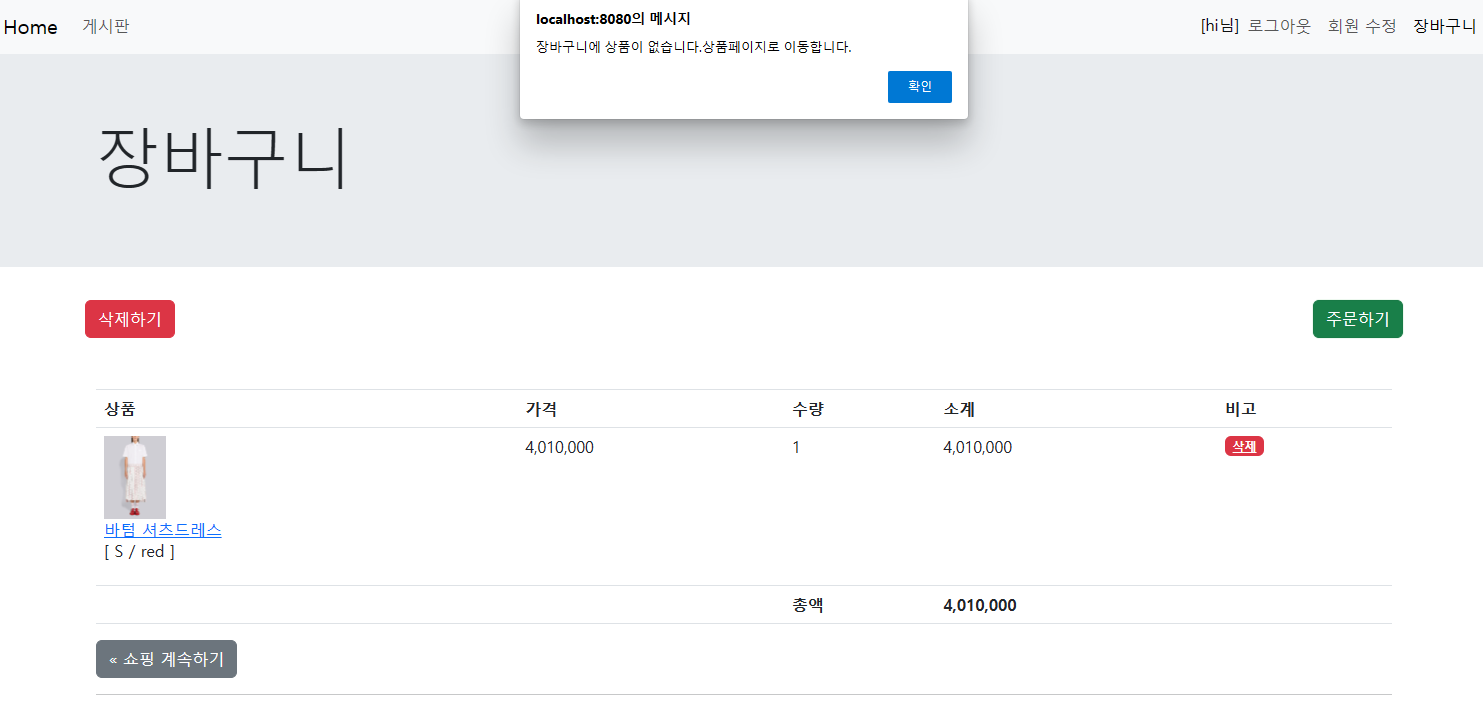 Home 게시판 [hi님] 로그아웃 회원 수정 장바구니
localhost:8080의 메시지
장바구니에 상품이 없습니다.상품페이지로 이동합니다.
확인
장바구니
삭제하기 주문하기
상품 가격 수량 소계 비고
4,010,000 1 4,010,000 삭제
바텀 셔츠드레스
[ S / red ]
총액 4,010,000
« 쇼핑 계속하기